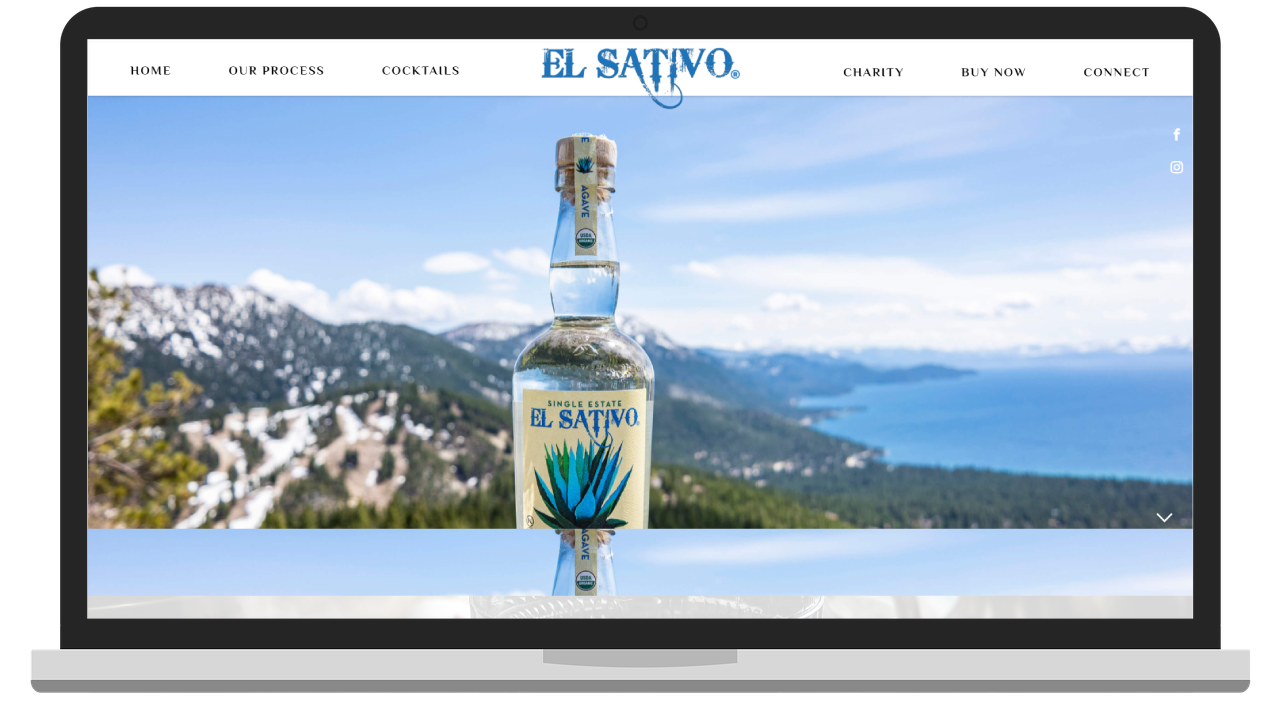 HOME
OUR PROCESS
COCKTAILS
EL SATIVO®
CHARITY
BUY NOW
CONNECT
E
AGAVE
USDA
ORGANIC
SINGLE ESTATE
EL SATIVO®
N
AGAVE
USDA
ORGANIC